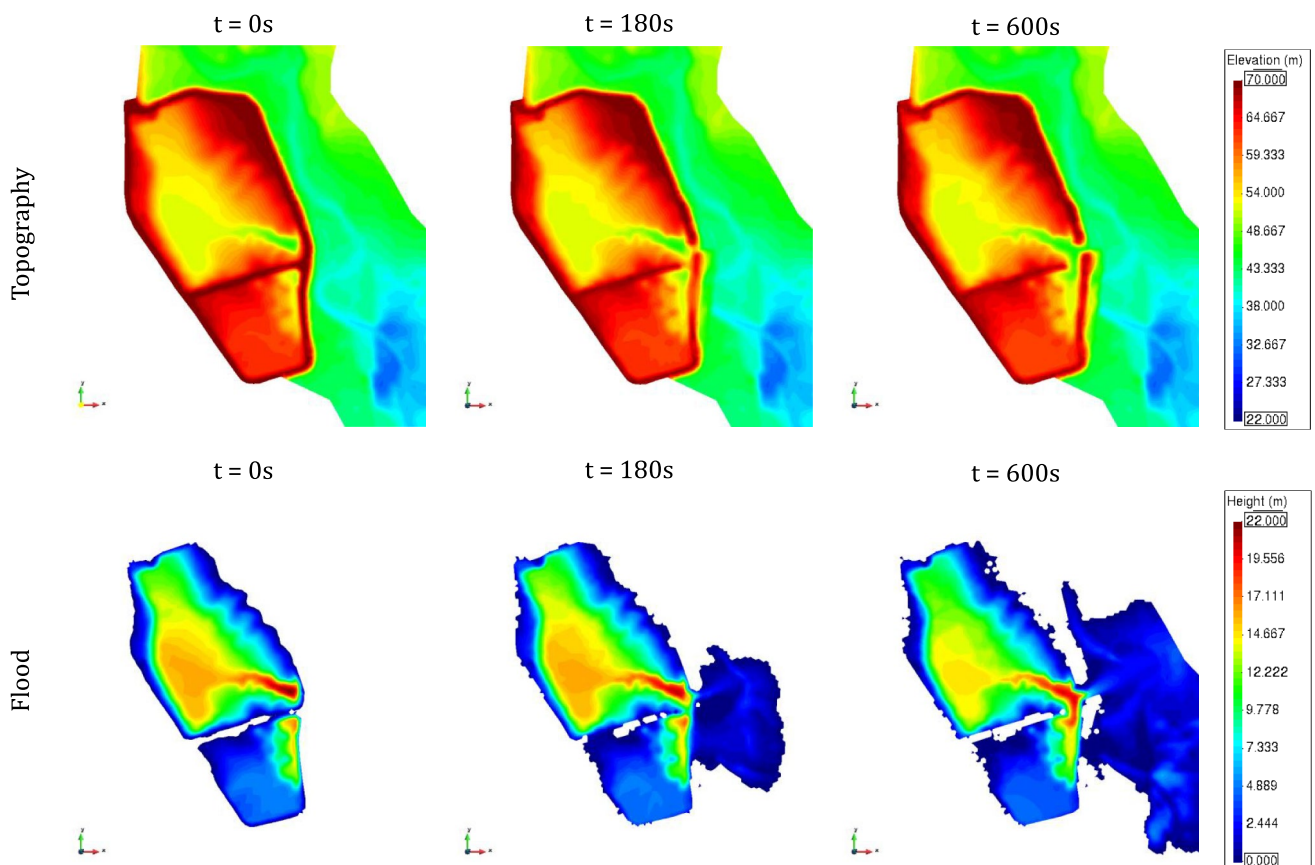 t = 0s
t = 180s
t = 600s
Topography
Elevation (m)
70.000
64.667
59.333
54.000
48.667
43.333
38.000
32.667
27.333
22.000
y
x
y
x
y
x
t = 0s
t = 180s
t = 600s
Flood
Height (m)
22.000
19.556
17.111
14.667
12.222
9.778
7.333
4.889
2.444
0.000
y
x
y
x
y
x